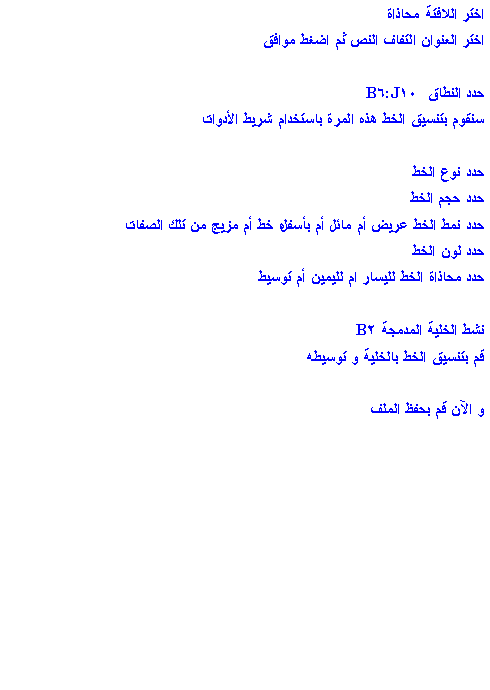 اختر اللافتة محاذاة
اختر العنوان التفاف النص ثم اضغط موافق
حدد النطاق B٦:J١٠
سنقوم بتنسيق الخط هذه المرة باستخدام شريط الأدوات
حدد نوع الخط
حدد حجم الخط
حدد نمط الخط عريض أم مائل أم بأسفله خط أم مزيج من تلك الصفات
حدد لون الخط
حدد محاذاة الخط لليسار ام لليمين أم توسيط
نشط الخلية المدمجة B٢
قم بتنسيق الخط بالخلية و توسيطه
و الآن قم بحفظ الملف